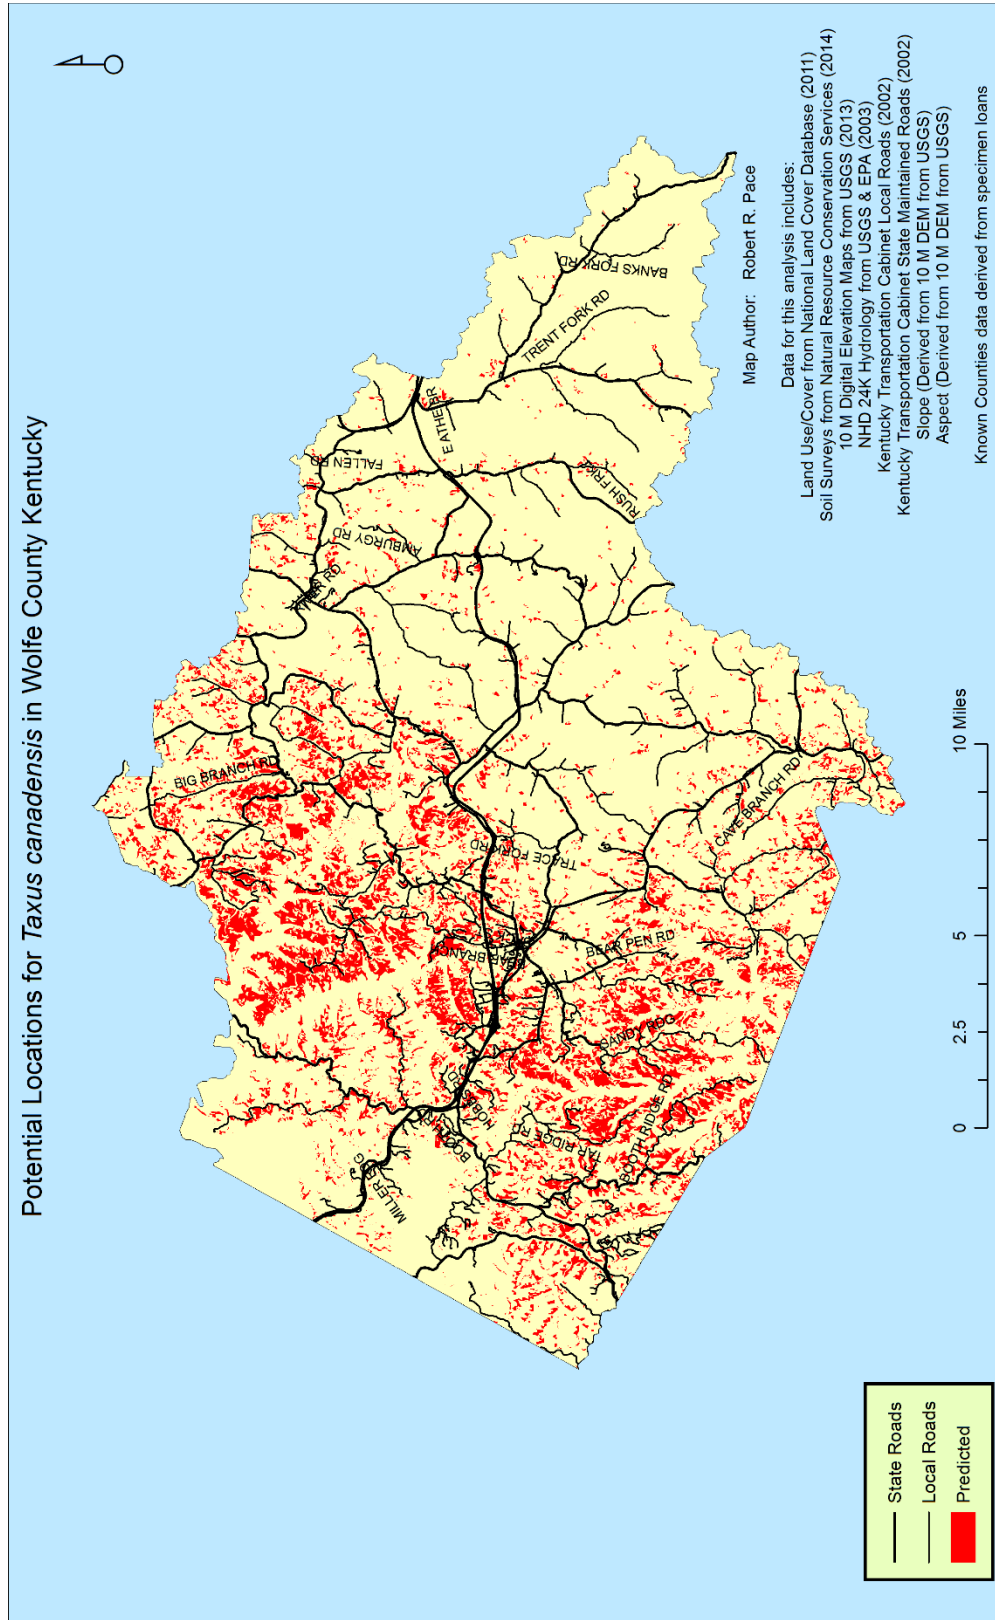 Potential Locations for Taxus canadensis in Wolfe County Kentucky
BIG BRANCH RD
FALLEN RD
AMBURGY RD
TRENT FORK RD
BANKS FORK RD
TRACE FORK RD
BEAR PEN RD
SANDY RDG
MILLER RDG
TAR RIDGE RD
CAVE BRANCH RD
Map Author: Robert R. Pace
Data for this analysis includes:
Land Use/Cover from National Land Cover Database (2011)
Soil Surveys from Natural Resource Conservation Services (2014)
10 M Digital Elevation Maps from USGS (2013)
NHD 24K Hydrology from USGS & EPA (2003)
Kentucky Transportation Cabinet Local Roads (2002)
Kentucky Transportation Cabinet State Maintained Roads (2002)
Slope (Derived from 10 M DEM from USGS)
Aspect (Derived from 10 M DEM from USGS)
Known Counties data derived from specimen loans
State Roads
Local Roads
Predicted
0 2.5 5 10 Miles